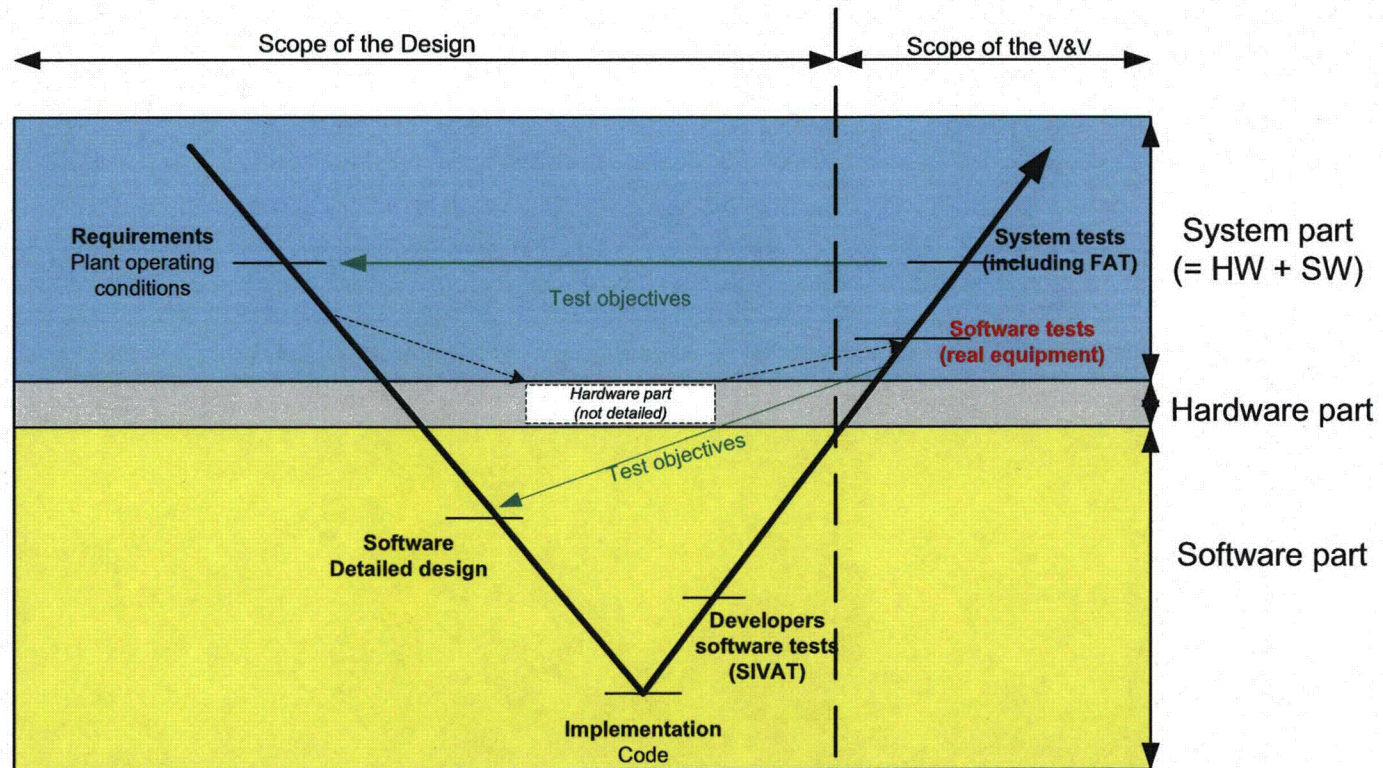 Scope of the Design
Scope of the V&V
Requirements
Plant operating
conditions
System tests
(including FAT)
System part
(= HW + SW)
Test objectives
Software tests
(real equipment)
Hardware part
(not detailed)
Hardware part
Test objectives
Software
Detailed design
Software part
Developers
software tests
(SIVAT)
Implementation
Code